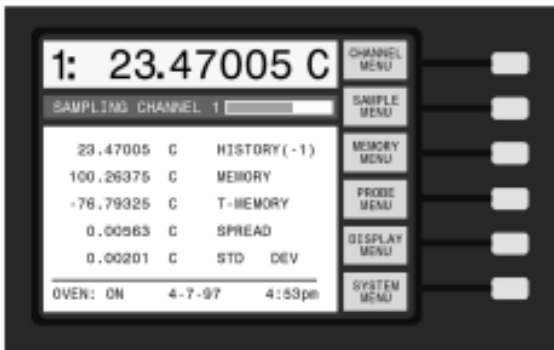 1: 23.47005 C
SAMPLING CHANNEL 1
23.47005 C HISTORY(-1)
100.26375 C MEMORY
-76.79325 C T-MEMORY
0.00563 C SPREAD
0.00201 C STD DEV
OVEN: ON 4-7-97 4:53pm
CHANNEL
MENU
SAMPLE
MENU
MEMORY
MENU
PROBE
MENU
DISPLAY
MENU
SYSTEM
MENU